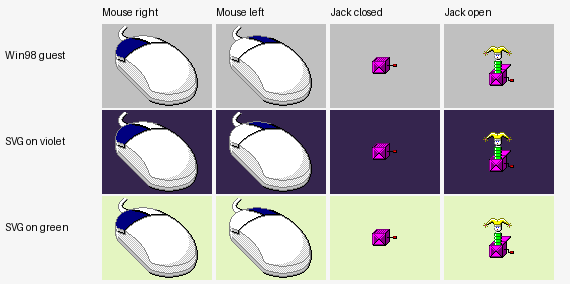 Mouse right Mouse left Jack closed Jack open
Win98 guest
SVG on violet
SVG on green